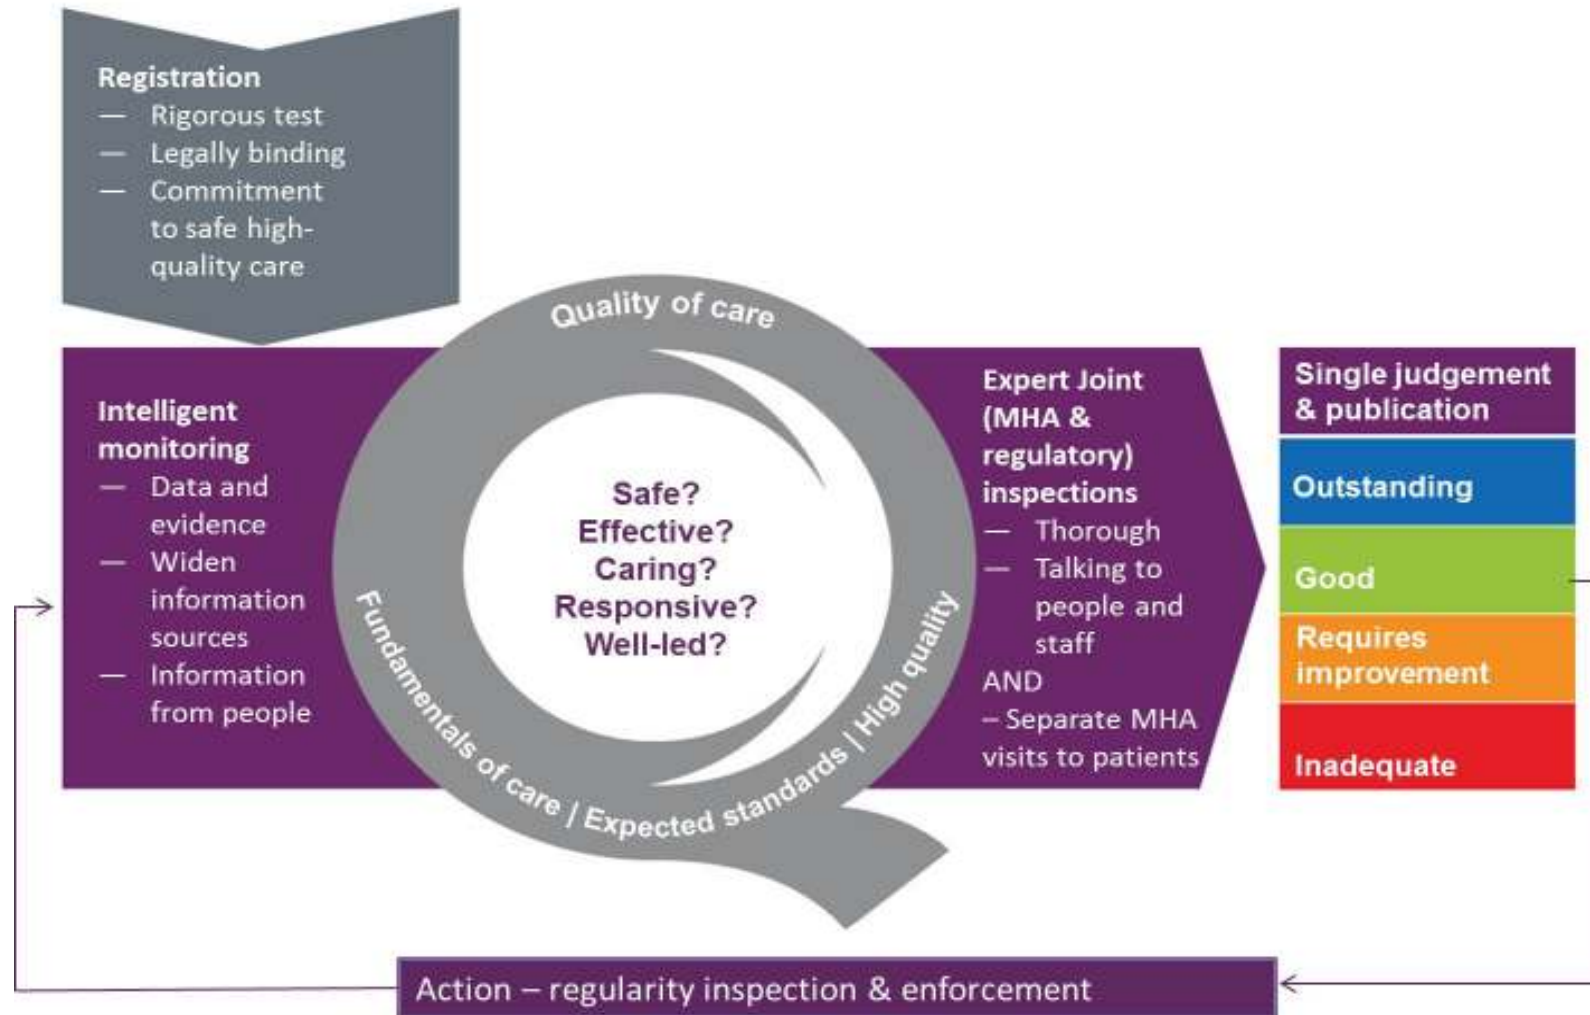 Registration
— Rigorous test
— Legally binding
— Commitment
to safe high-
quality care
Quality of care
Intelligent
monitoring
— Data and
evidence
— Widen
information
sources
— Information
from people
Safe?
Effective?
Caring?
Responsive?
Well-led?
Fundamentals of care | Expected standards | High quality
Expert Joint
(MHA &
regulatory)
inspections
— Thorough
— Talking to
people and
staff
AND
– Separate MHA
visits to patients
Single judgement
& publication
Outstanding
Good
Requires
improvement
Inadequate
Action – regularity inspection & enforcement